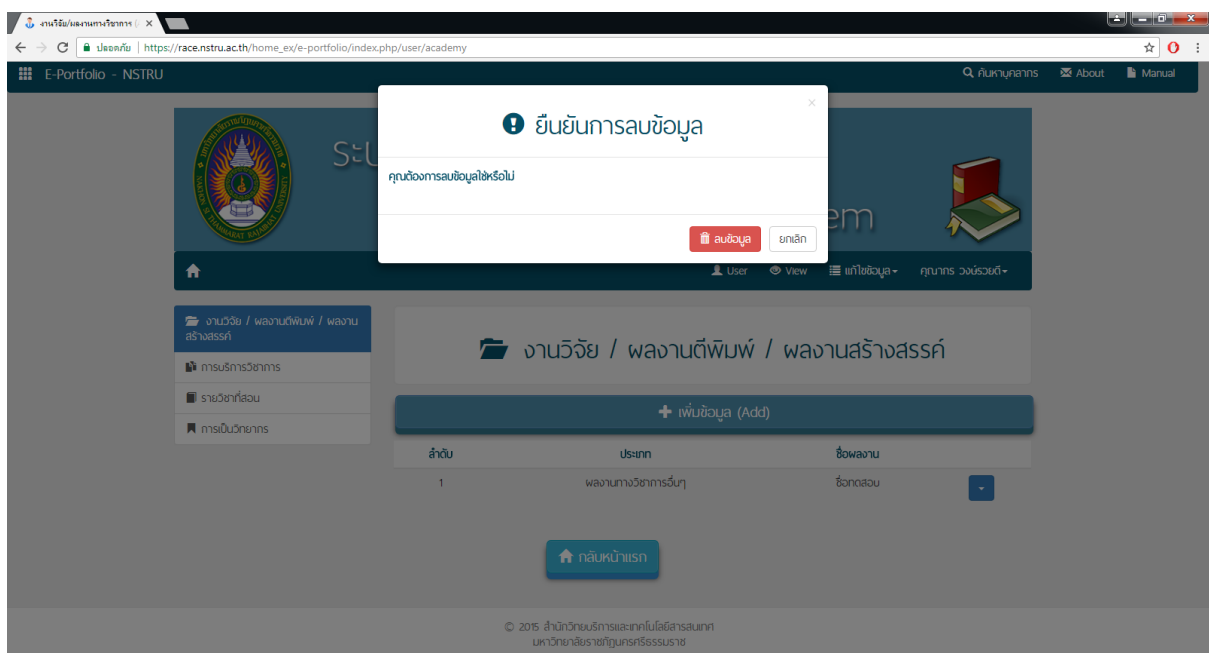 งานวิจัย/ผลงานทางวิชาการ (
ปลอดภัย | https://race.nstru.ac.th/home_ex/e-portfolio/index.php/user/academy
E-Portfolio - NSTRU
ค้นหาบุคลากร About Manual
ยืนยันการลบข้อมูล
คุณต้องการลบข้อมูลใช่หรือไม่
ลบข้อมูล ยกเลิก
em
User View แก้ไขข้อมูล
งานวิจัย / ผลงานตีพิมพ์ / ผลงาน
สร้างสรรค์
การบริการวิชาการ
รายวิชาที่สอน
การเป็นวิทยากร
งานวิจัย / ผลงานตีพิมพ์ / ผลงานสร้างสรรค์
เพิ่มข้อมูล (Add)
ลำดับ ประเภท ชื่อผลงาน
1 ผลงานทางวิชาการอื่นๆ ชื่อทดสอบ
กลับหน้าแรก
© 2015 สำนักวิทยบริการและเทคโนโลยีสารสนเทศ
มหาวิทยาลัยราชภัฏนครศรีธรรมราช